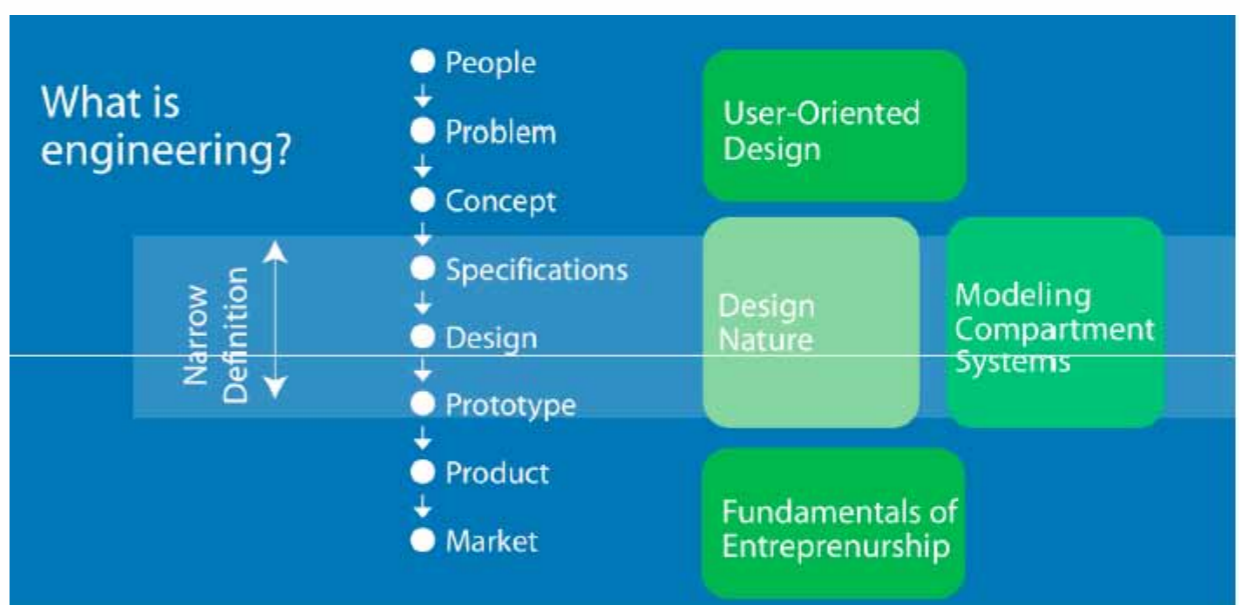 What is
engineering?
People
Problem
Concept
Specifications
Design
Prototype
Product
Market
Narrow
Definition
User-Oriented
Design
Design
Nature
Modeling
Compartment
Systems
Fundamentals of
Entreprenurship